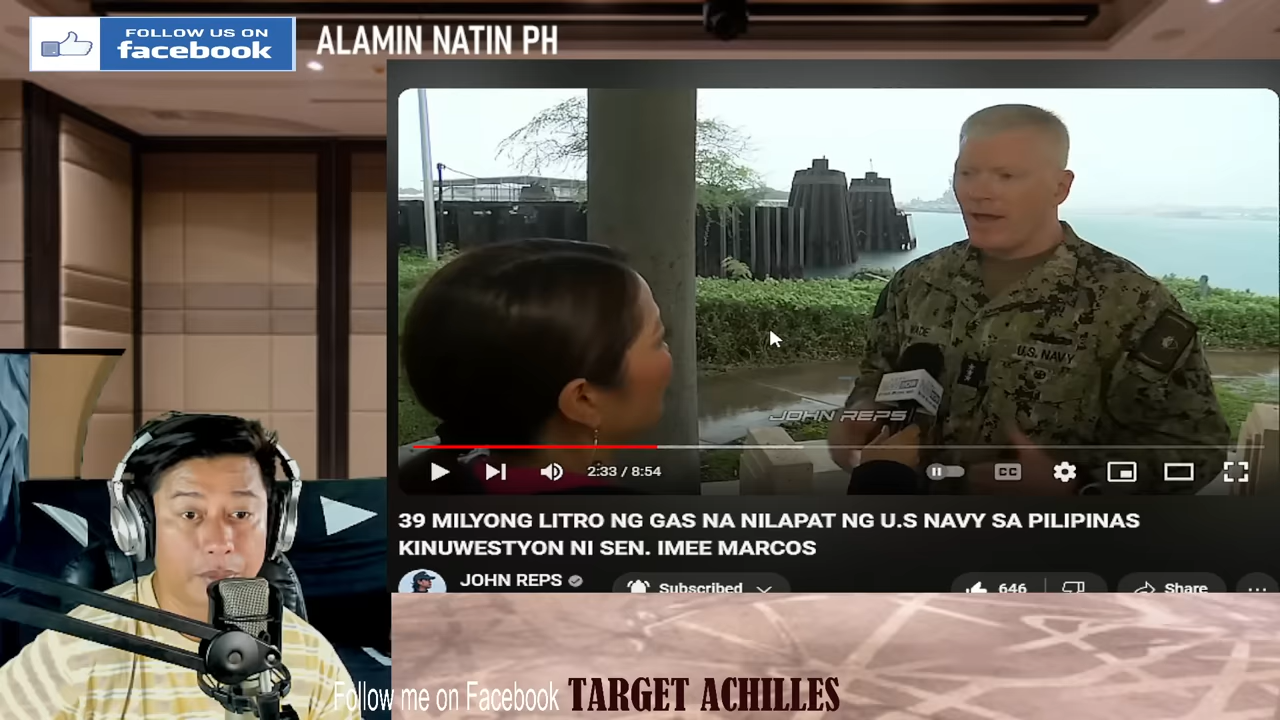 FOLLOW US ON
facebook
ALAMIN NATIN PH
WADE
U.S. NAVY
JOHN REPS
2:33 / 8:54
CC
39 MILYONG LITRO NG GAS NA NILAPAT NG U.S NAVY SA PILIPINAS
KINUWESTYON NI SEN. IMEE MARCOS
JOHN REPS
Subscribed
646
Share
Follow me on Facebook TARGET ACHILLES